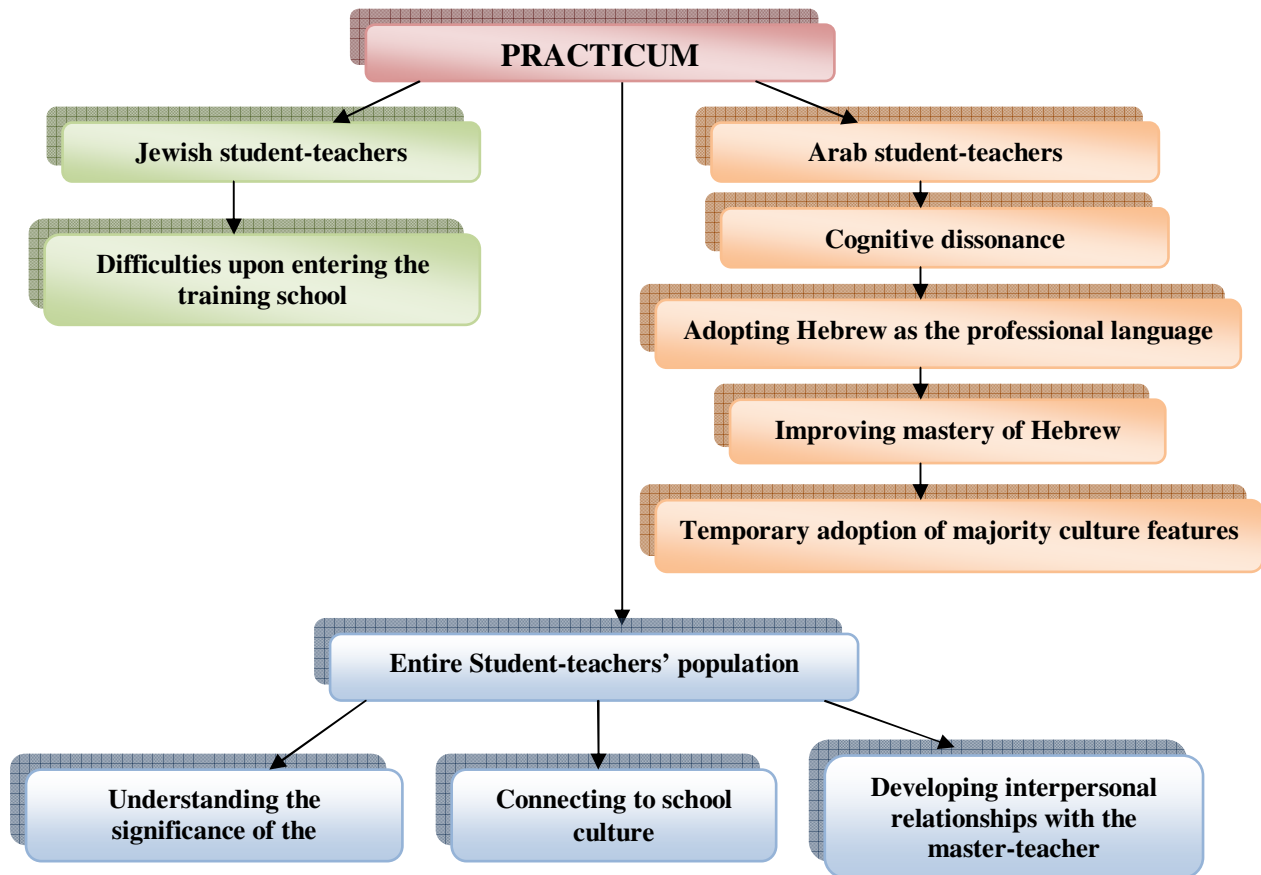 PRACTICUM
Jewish student-teachers
Arab student-teachers
Difficulties upon entering the
training school
Cognitive dissonance
Adopting Hebrew as the professional language
Improving mastery of Hebrew
Temporary adoption of majority culture features
Entire Student-teachers’ population
Understanding the
significance of the
Connecting to school
culture
Developing interpersonal
relationships with the
master-teacher